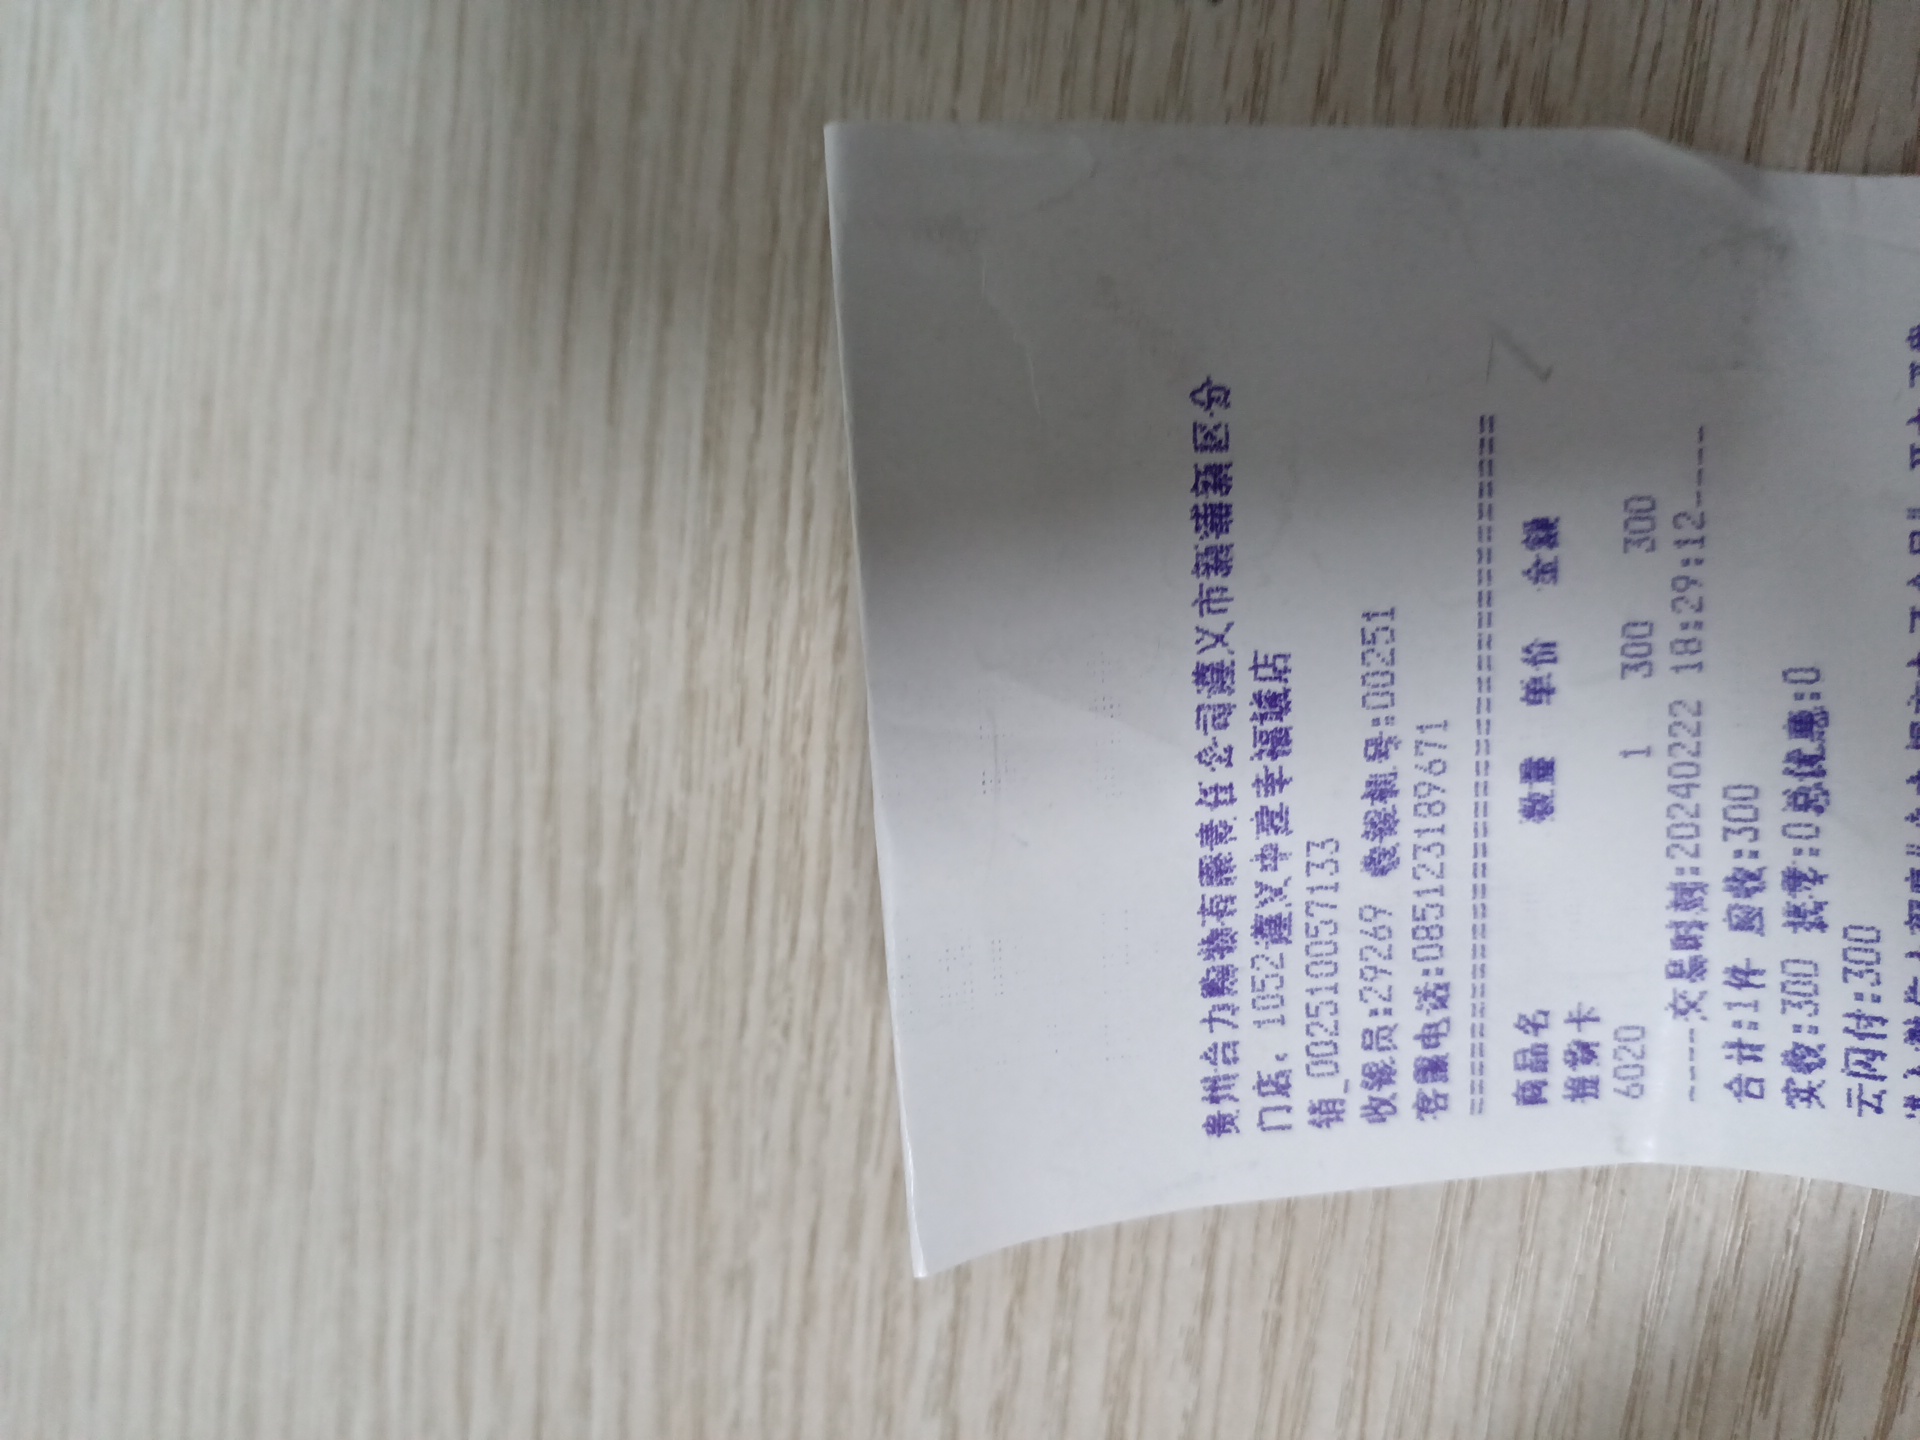 贵州合力购物有限责任公司遵义市新蒲新区分
门店、1052遵义中建幸福誉店
销_002510057133
收银员:29269 收银机号:00251
客服电话:085123189671
==========================================
商品名 数量 单价 金额
提货卡
6020 1 300 300
----交易时刻:20240222 18:29:12-----
合计:1件 应收:300
实收:300 找零:0总优惠:0
云闪付:300